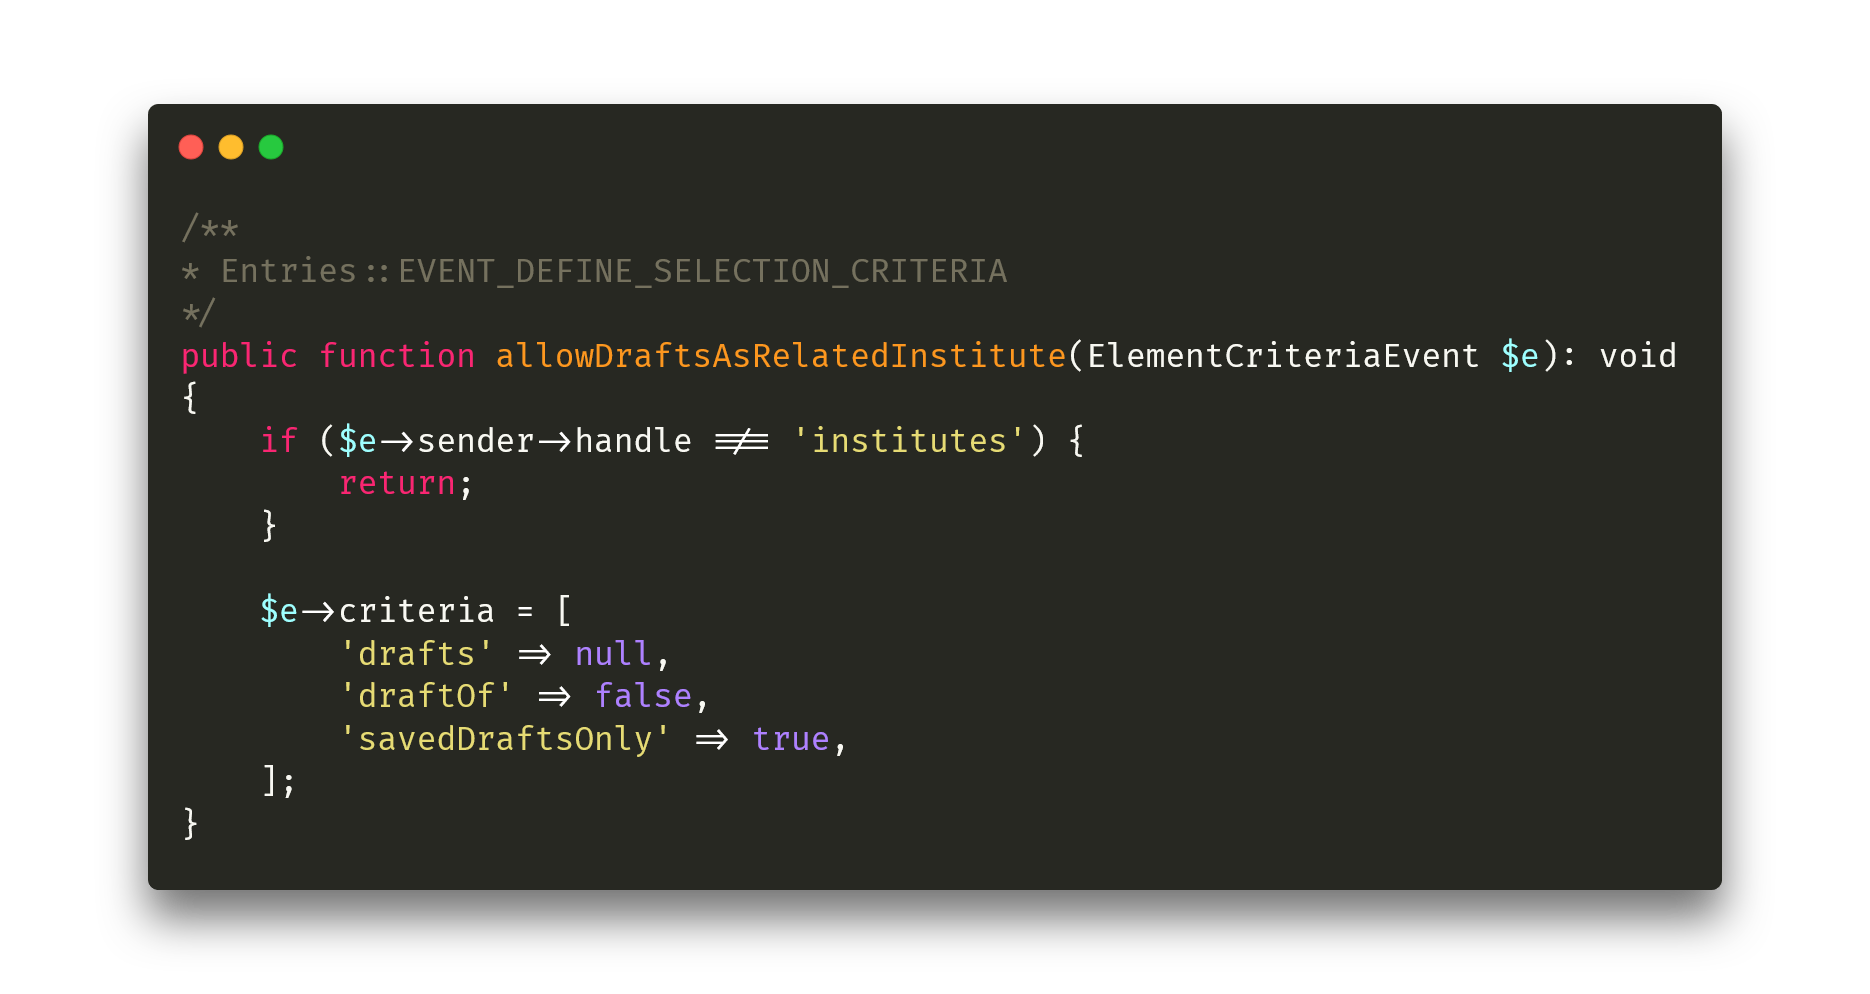 /**
* Entries::EVENT_DEFINE_SELECTION_CRITERIA
*/
public function allowDraftsAsRelatedInstitute(ElementCriteriaEvent $e): void
{
    if ($e->sender->handle !== 'institutes') {
        return;
    }

    $e->criteria = [
        'drafts' => null,
        'draftOf' => false,
        'savedDraftsOnly' => true,
    ];
}